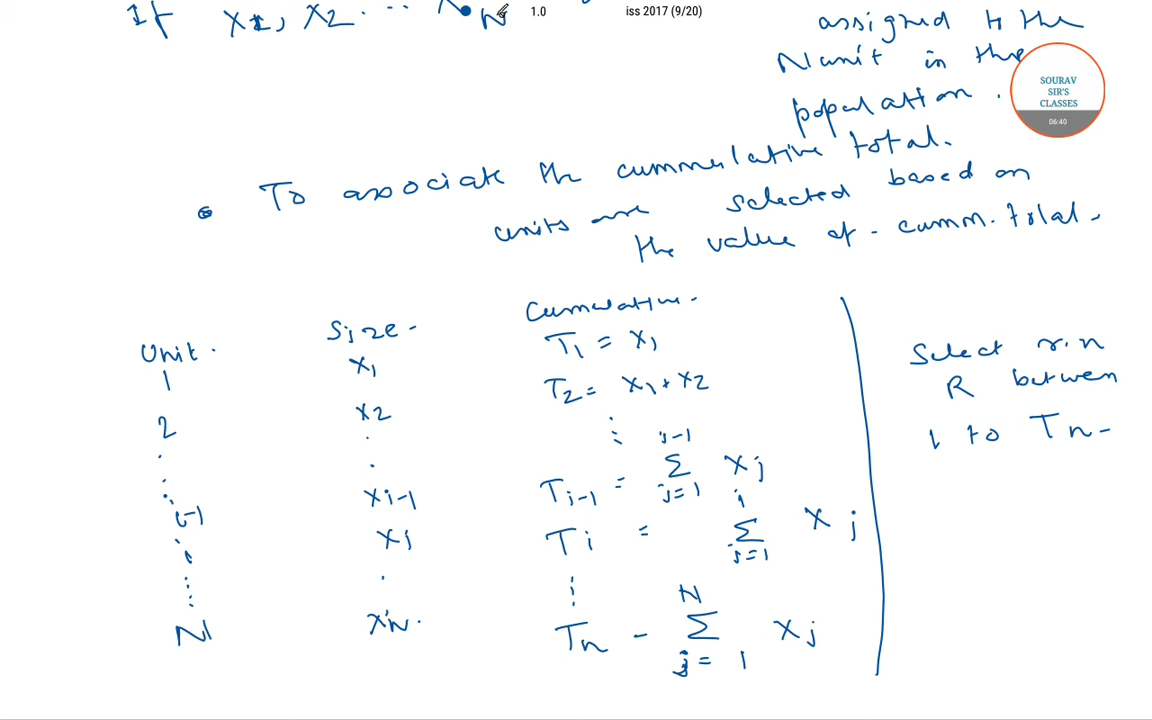 If x1, x2 ... N
1.0
iss 2017 (9/20)
assigned to the
N unit in the
population.
SOURAV
SIR'S
CLASSES
06:40
To associate the cummulative total.
units are selected based on
the value of cumm. total.
Unit. Size. Cumulative.
1 x1 T1 = x1
2 x2 T2 = x1 + x2
i-1 xi-1 Ti-1 = Σ j=1 i-1 xj
i xi Ti = Σ j=1 i xj
N xN. Tn - Σ j=1 N xj
Select r.n
R between
1 to Tn-